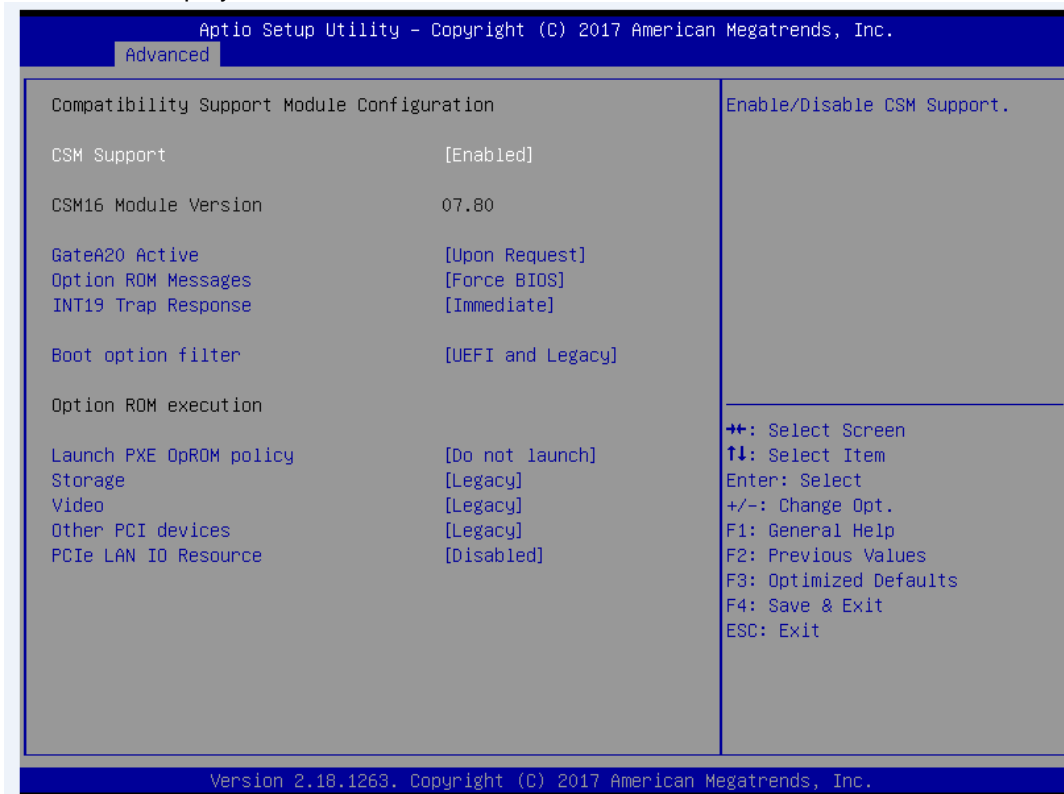 Aptio Setup Utility – Copyright (C) 2017 American Megatrends, Inc.
Advanced
Compatibility Support Module Configuration
CSM Support [Enabled]
CSM16 Module Version 07.80
GateA20 Active [Upon Request]
Option ROM Messages [Force BIOS]
INT19 Trap Response [Immediate]
Boot option filter [UEFI and Legacy]
Option ROM execution
Launch PXE OpROM policy [Do not launch]
Storage [Legacy]
Video [Legacy]
Other PCI devices [Legacy]
PCIe LAN IO Resource [Disabled]
Enable/Disable CSM Support.
→←: Select Screen
↑↓: Select Item
Enter: Select
+/-: Change Opt.
F1: General Help
F2: Previous Values
F3: Optimized Defaults
F4: Save & Exit
ESC: Exit
Version 2.18.1263. Copyright (C) 2017 American Megatrends, Inc.